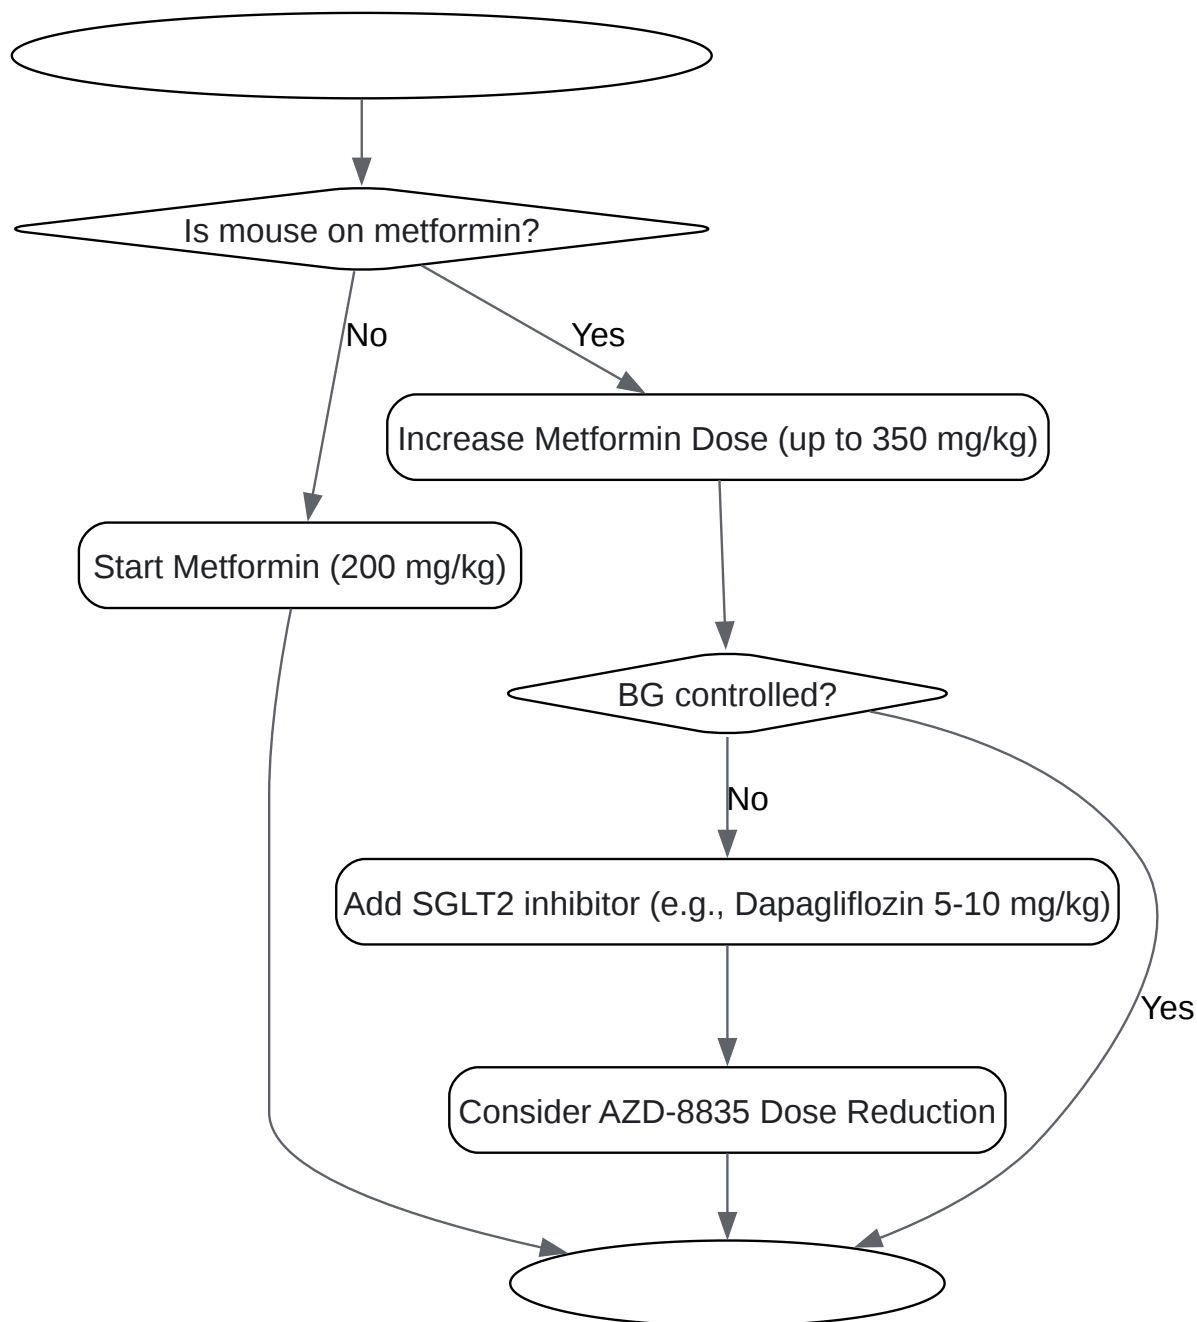 Is mouse on metformin?
No
Yes
Increase Metformin Dose (up to 350 mg/kg)
Start Metformin (200 mg/kg)
BG controlled?
No
Add SGLT2 inhibitor (e.g., Dapagliflozin 5-10 mg/kg)
Yes
Consider AZD-8835 Dose Reduction